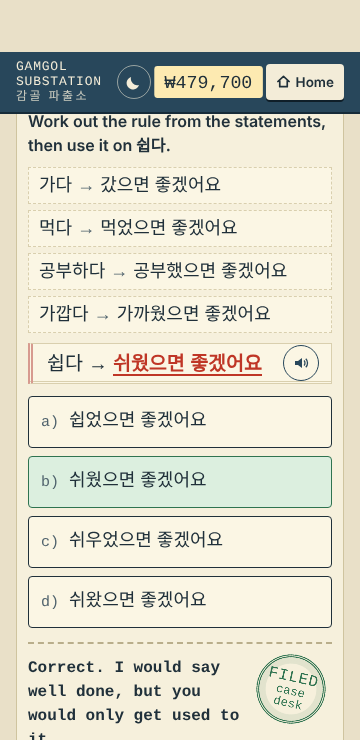 GAMGOL
SUBSTATION
감골 파출소
₩479,700
Home
Work out the rule from the statements,
then use it on 쉽다.
가다 → 갔으면 좋겠어요
먹다 → 먹었으면 좋겠어요
공부하다 → 공부했으면 좋겠어요
가깝다 → 가까웠으면 좋겠어요
쉽다 → 쉬웠으면 좋겠어요
a) 쉽었으면 좋겠어요
b) 쉬웠으면 좋겠어요
c) 쉬우었으면 좋겠어요
d) 쉬왔으면 좋겠어요
Correct. I would say
well done, but you
would only get used to
it.
FILED
case
desk